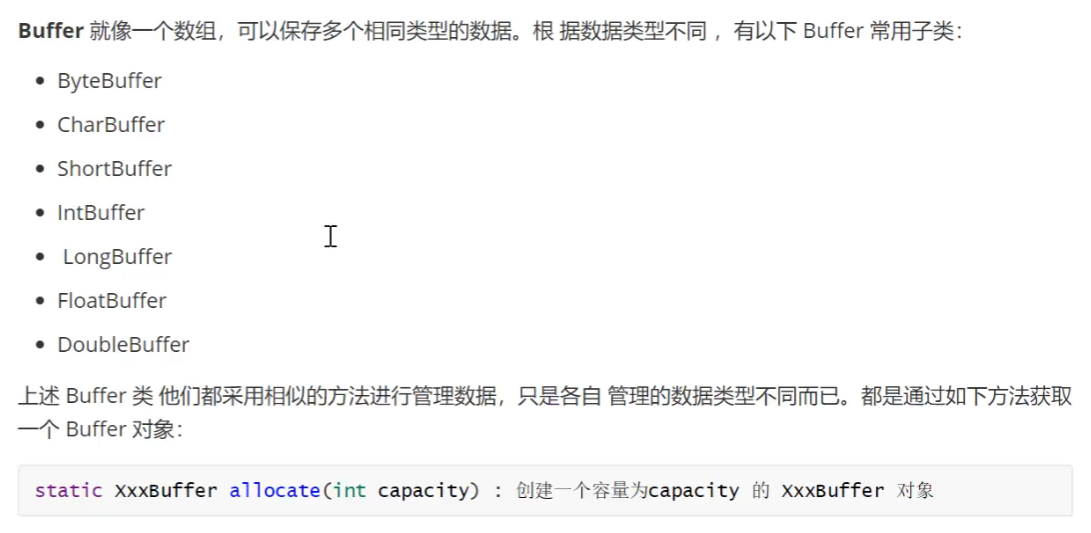 Buffer 就像一个数组，可以保存多个相同类型的数据。根 据数据类型不同 ，有以下 Buffer 常用子类：
ByteBuffer
CharBuffer
ShortBuffer
IntBuffer
LongBuffer
FloatBuffer
DoubleBuffer
上述 Buffer 类 他们都采用相似的方法进行管理数据，只是各自 管理的数据类型不同而已。都是通过如下方法获取
一个 Buffer 对象：
static XxxBuffer allocate(int capacity) : 创建一个容量为capacity 的 XxxBuffer 对象